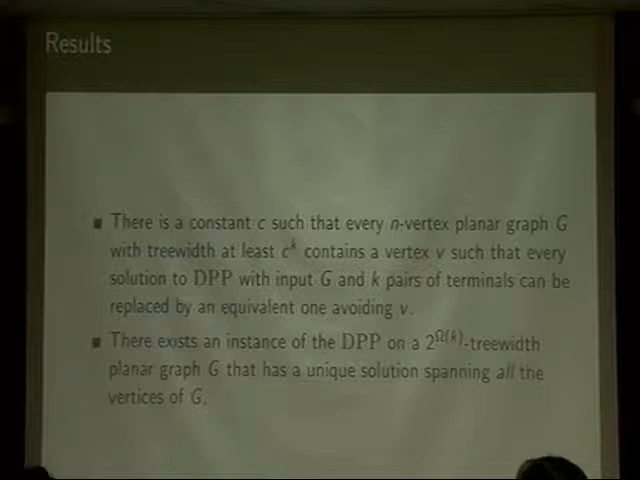 Results
■ There is a constant c such that every n-vertex planar graph G
with treewidth at least c^k contains a vertex v such that every
solution to DPP with input G and k pairs of terminals can be
replaced by an equivalent one avoiding v.
■ There exists an instance of the DPP on a 2^Ω(k)-treewidth
planar graph G that has a unique solution spanning all the
vertices of G.